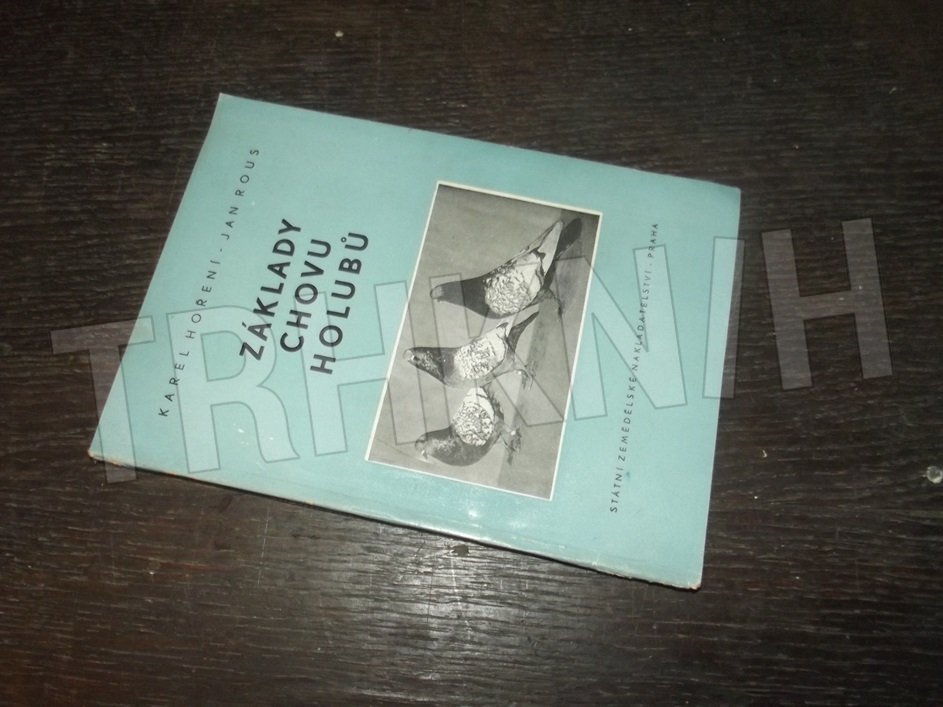 KAREL HOŘENÍ - JAN ROUS
ZÁKLADY
CHOVU
HOLUBŮ
STÁTNÍ ZEMĚDĚLSKÉ NAKLADATELSTVÍ - PRAHA
TRHKNIH